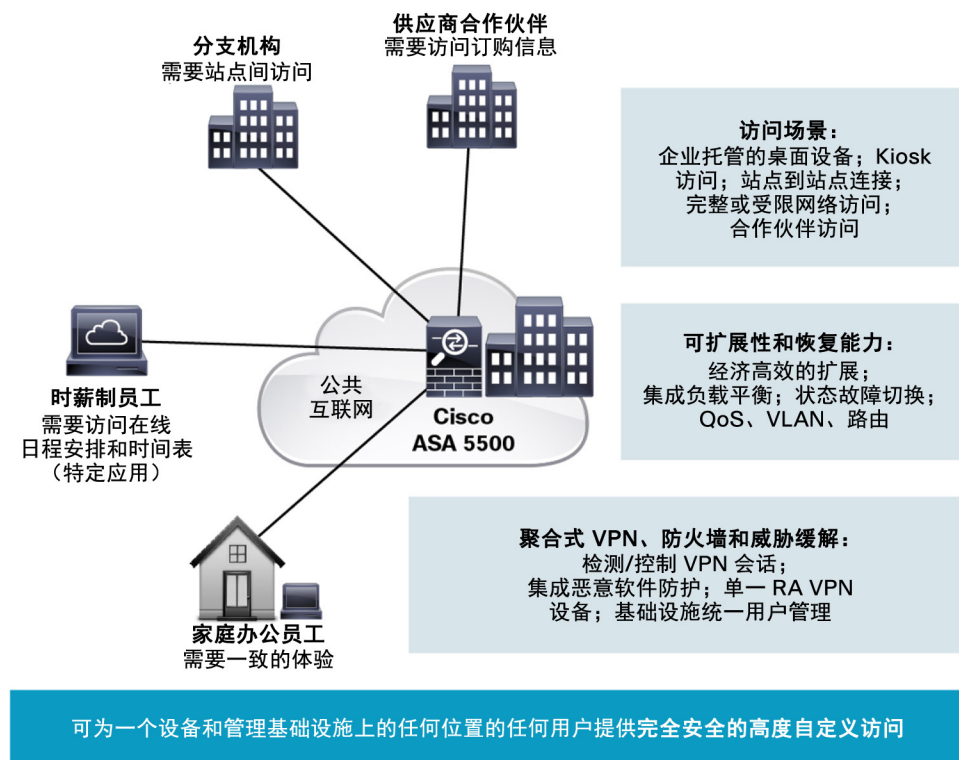 供应商合作伙伴
需要访问订购信息
分支机构
需要站点间访问
访问场景：
企业托管的桌面设备；Kiosk
访问；站点到站点连接；
完整或受限网络访问；
合作伙伴访问
时薪制员工
需要访问在线
日程安排和时间表
（特定应用）
公共
互联网
Cisco
ASA 5500
可扩展性和恢复能力：
经济高效的扩展；
集成负载平衡；状态故障切换；
QoS、VLAN、路由
家庭办公员工
需要一致的体验
聚合式 VPN、防火墙和威胁缓解：
检测/控制 VPN 会话；
集成恶意软件防护；单一 RA VPN
设备；基础设施统一用户管理
可为一个设备和管理基础设施上的任何位置的任何用户提供完全安全的高度自定义访问